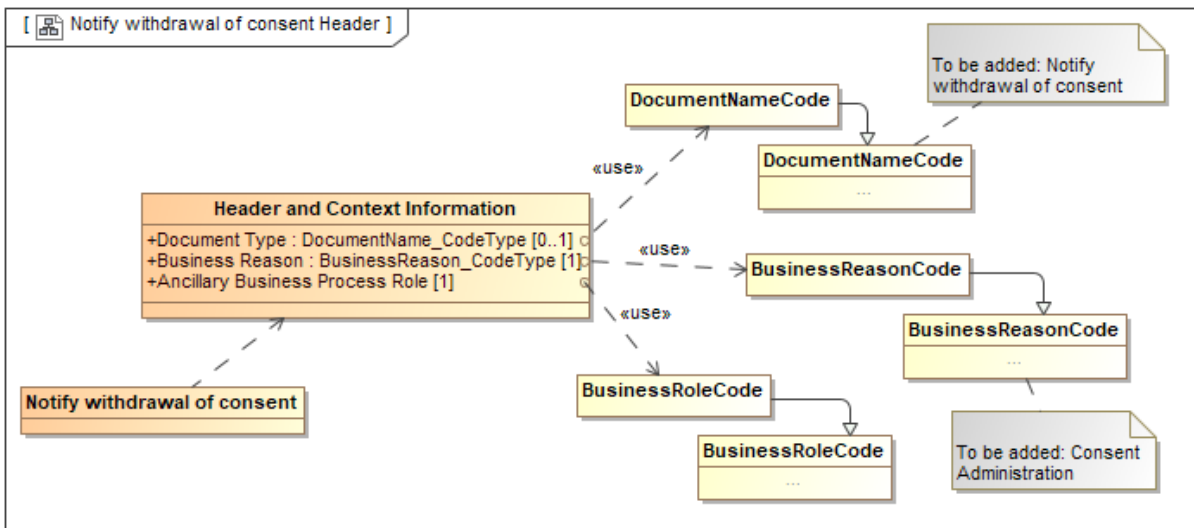 [ Notify withdrawal of consent Header ]
To be added: Notify
withdrawal of consent
DocumentNameCode
DocumentNameCode
...
«use»
Header and Context Information
+Document Type : DocumentName_CodeType [0..1]
+Business Reason : BusinessReason_CodeType [1]
+Ancillary Business Process Role [1]
«use»
BusinessReasonCode
«use»
BusinessReasonCode
...
BusinessRoleCode
Notify withdrawal of consent
BusinessRoleCode
...
To be added: Consent
Administration